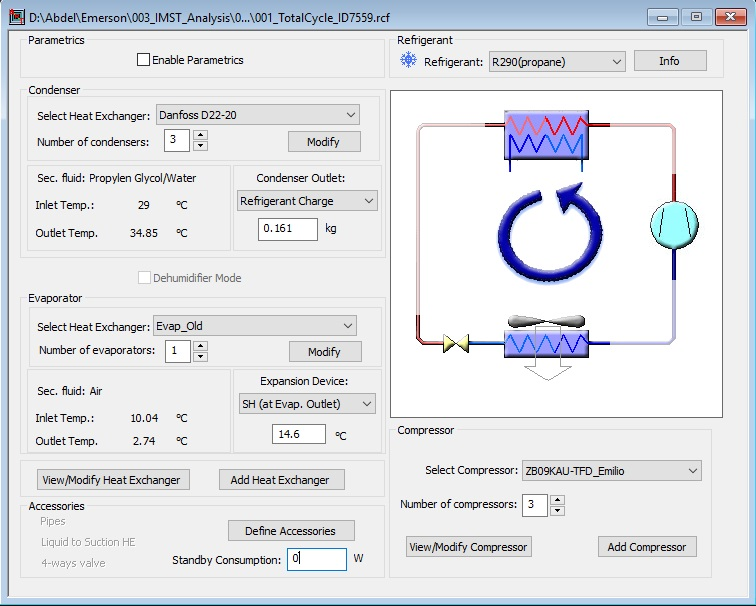 D:\Abdel\Emerson\003_IMST_Analysis\0...\001_TotalCycle_ID7559.rcf
Parametrics
Enable Parametrics
Refrigerant
Refrigerant: R290(propane) Info
Condenser
Select Heat Exchanger: Danfoss D22-20
Number of condensers: 3 Modify
Sec. fluid: Propylen Glycol/Water
Inlet Temp.: 29 ºC
Outlet Temp. 34.85 ºC
Condenser Outlet:
Refrigerant Charge
0.161 kg
Dehumidifier Mode
Evaporator
Select Heat Exchanger: Evap_Old
Number of evaporators: 1 Modify
Sec. fluid: Air
Inlet Temp.: 10.04 ºC
Outlet Temp. 2.74 ºC
Expansion Device:
SH (at Evap. Outlet)
14.6 ºC
View/Modify Heat Exchanger Add Heat Exchanger
Accessories
Pipes
Liquid to Suction HE
4-ways valve
Define Accessories
Standby Consumption: 0 W
Compressor
Select Compressor: ZB09KAU-TFD_Emilio
Number of compressors: 3
View/Modify Compressor Add Compressor